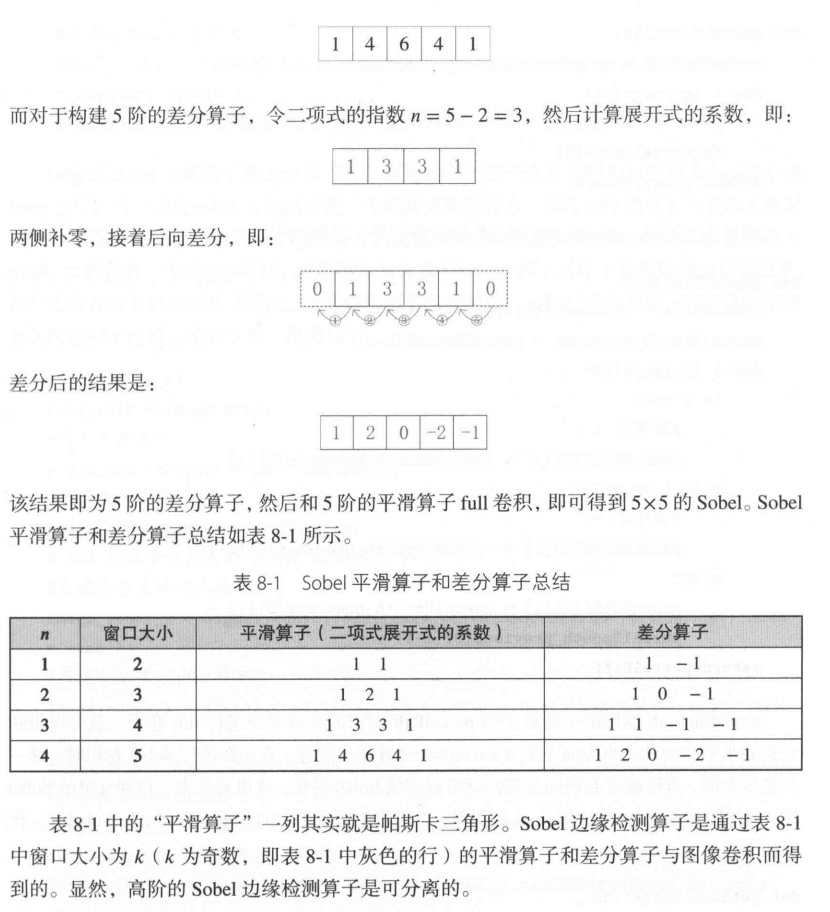 1 4 6 4 1
而对于构建 5 阶的差分算子，令二项式的指数 n = 5 − 2 = 3，然后计算展开式的系数，即：
1 3 3 1
两侧补零，接着后向差分，即：
0 1 3 3 1 0
① ② ③ ④ ⑤
差分后的结果是：
1 2 0 -2 -1
该结果即为 5 阶的差分算子，然后和 5 阶的平滑算子 full 卷积，即可得到 5×5 的 Sobel。Sobel
平滑算子和差分算子总结如表 8-1 所示。
表 8-1 Sobel 平滑算子和差分算子总结
n 窗口大小 平滑算子（二项式展开式的系数） 差分算子
1 2 1 1 1 −1
2 3 1 2 1 1 0 −1
3 4 1 3 3 1 1 1 −1 −1
4 5 1 4 6 4 1 1 2 0 −2 −1
表 8-1 中的“平滑算子”一列其实就是帕斯卡三角形。Sobel 边缘检测算子是通过表 8-1
中窗口大小为 k（k 为奇数，即表 8-1 中灰色的行）的平滑算子和差分算子与图像卷积而得
到的。显然，高阶的 Sobel 边缘检测算子是可分离的。